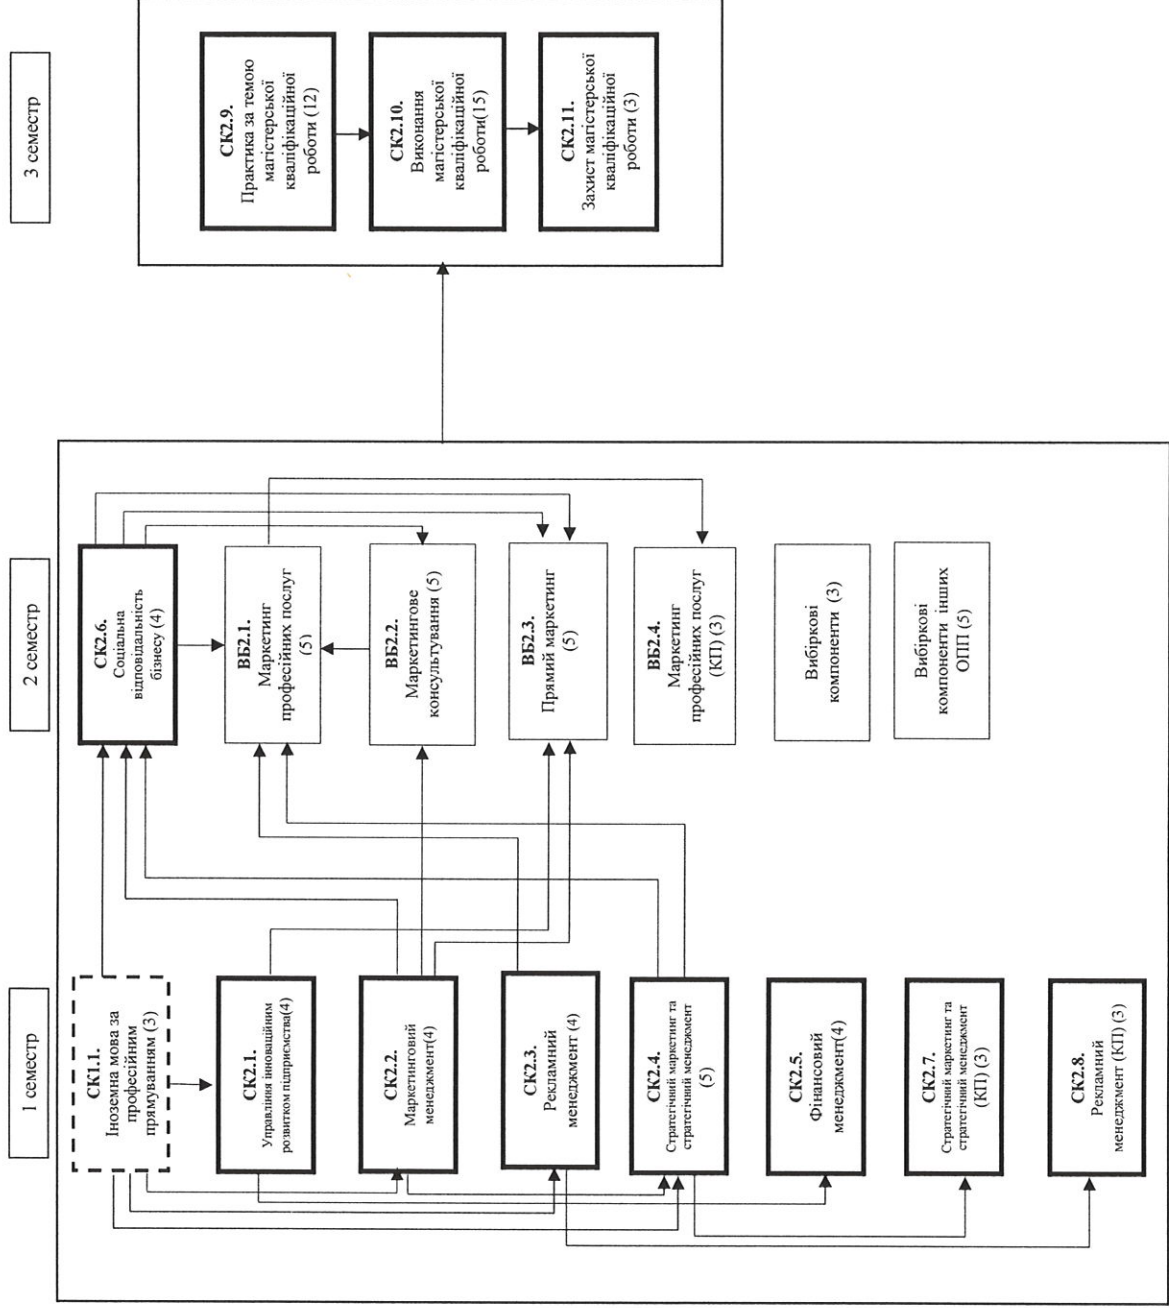 1 семестр
СК1.1.
Іноземна мова за
професійним
прямуванням (3)
СК2.1.
Управління інноваційним
розвитком підприємства(4)
СК2.2.
Маркетинговий
менеджмент(4)
СК2.3.
Рекламний
менеджмент (4)
СК2.4.
Стратегічний маркетинг та
стратегічний менеджмент
(5)
СК2.5.
Фінансовий
менеджмент(4)
СК2.7.
Стратегічний маркетинг та
стратегічний менеджмент
(КП) (3)
СК2.8.
Рекламний
менеджмент (КП) (3)
2 семестр
СК2.6.
Соціальна
відповідальність
бізнесу (4)
ВБ2.1.
Маркетинг
професійних послуг
(5)
ВБ2.2.
Маркетингове
консультування (5)
ВБ2.3.
Прямий маркетинг
(5)
ВБ2.4.
Маркетинг
професійних послуг
(КП) (3)
Вибіркові
компоненти (3)
Вибіркові
компоненти інших
ОПП (5)
3 семестр
СК2.9.
Практика за темою
магістерської
кваліфікаційної
роботи (12)
СК2.10.
Виконання
магістерської
кваліфікаційної
роботи(15)
СК2.11.
Захист магістерської
кваліфікаційної
роботи (3)